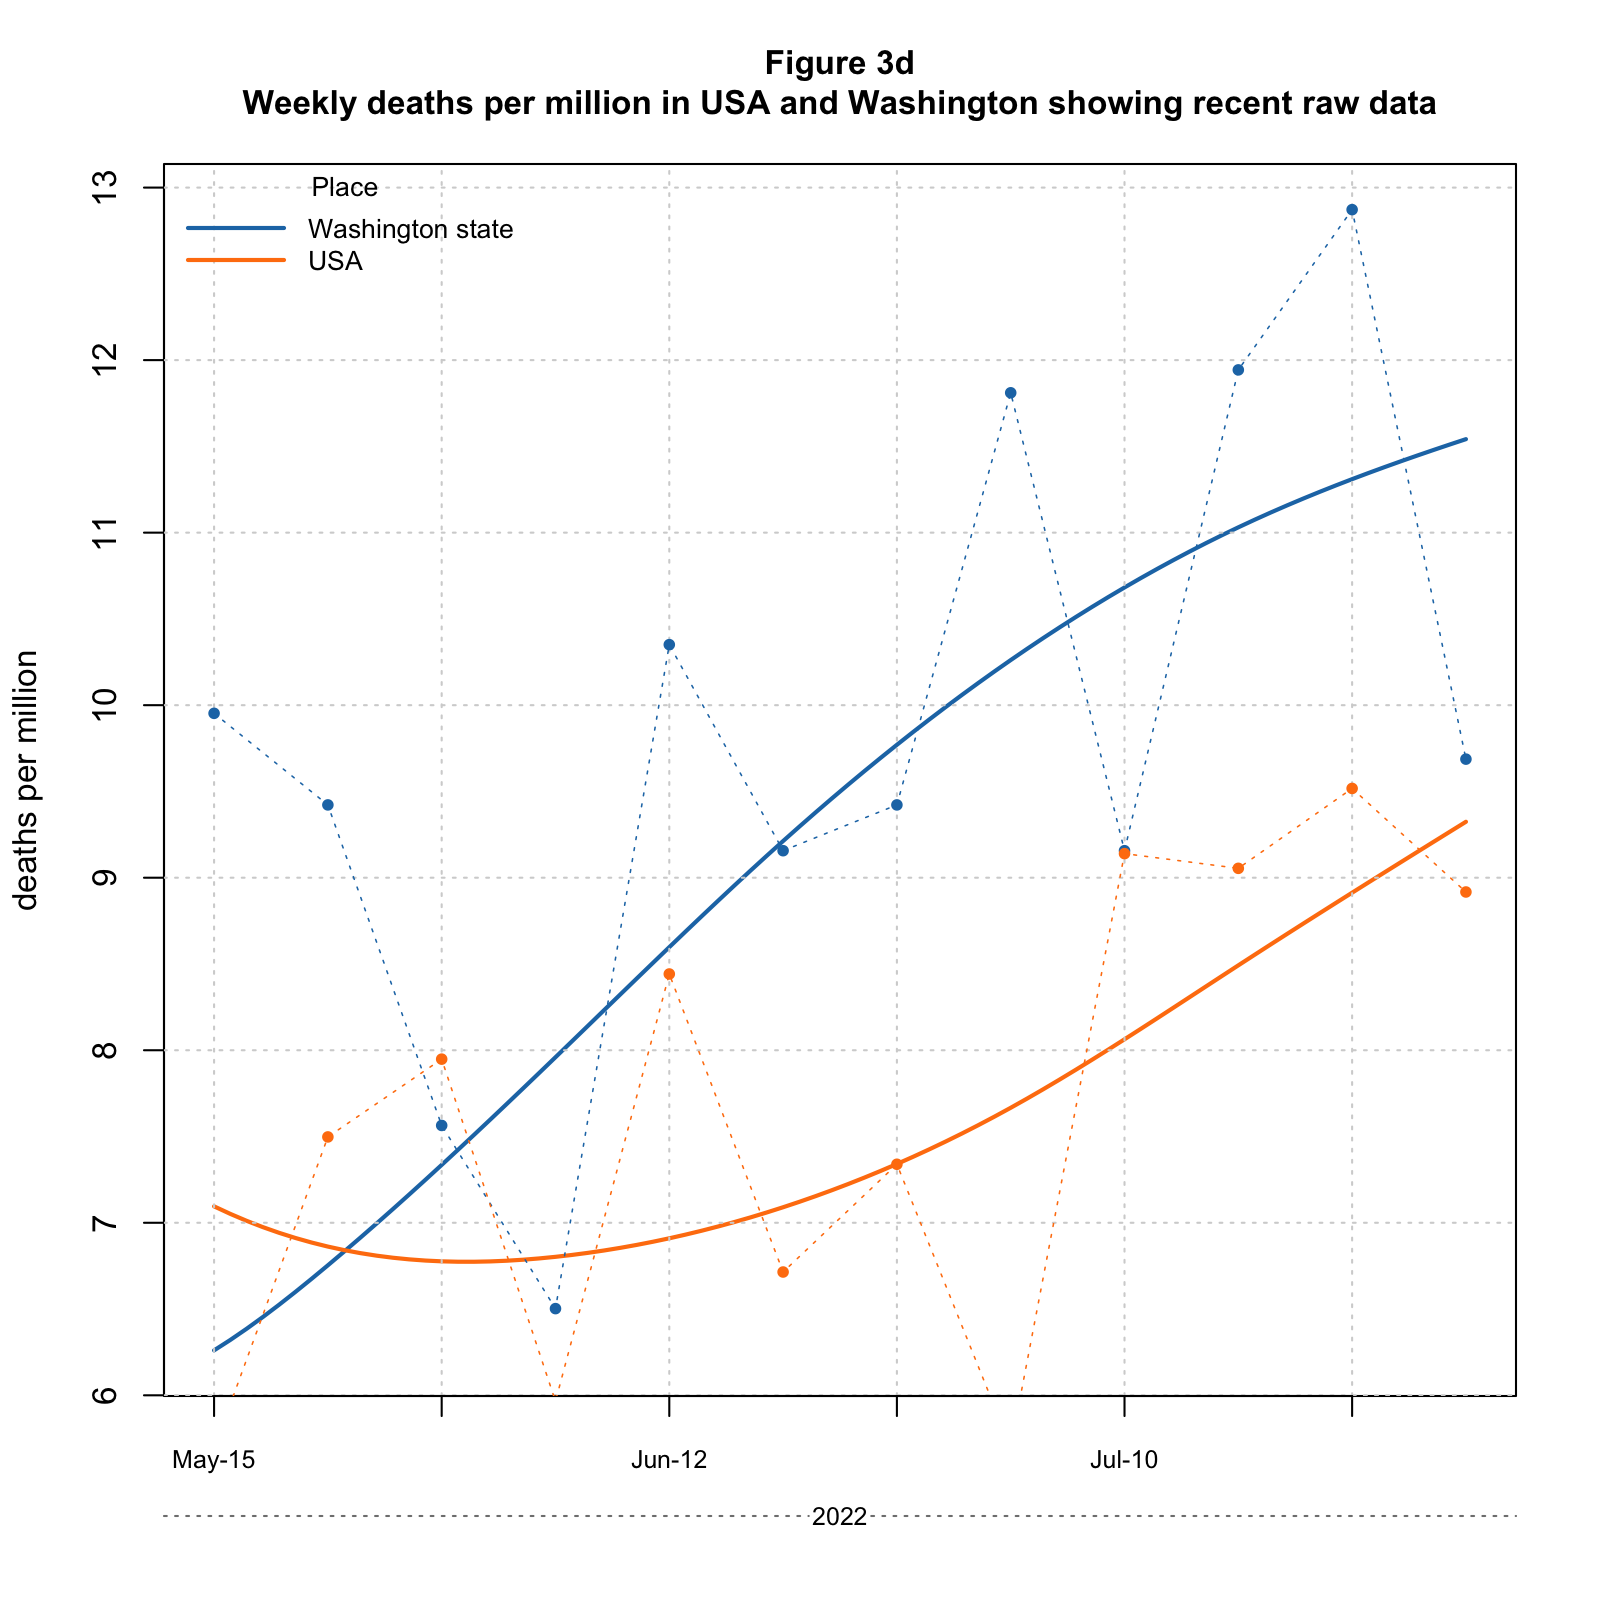 Figure 3d
Weekly deaths per million in USA and Washington showing recent raw data
Place
Washington state
USA
deaths per million
13
12
11
10
9
8
7
6
May-15
Jun-12
Jul-10
2022